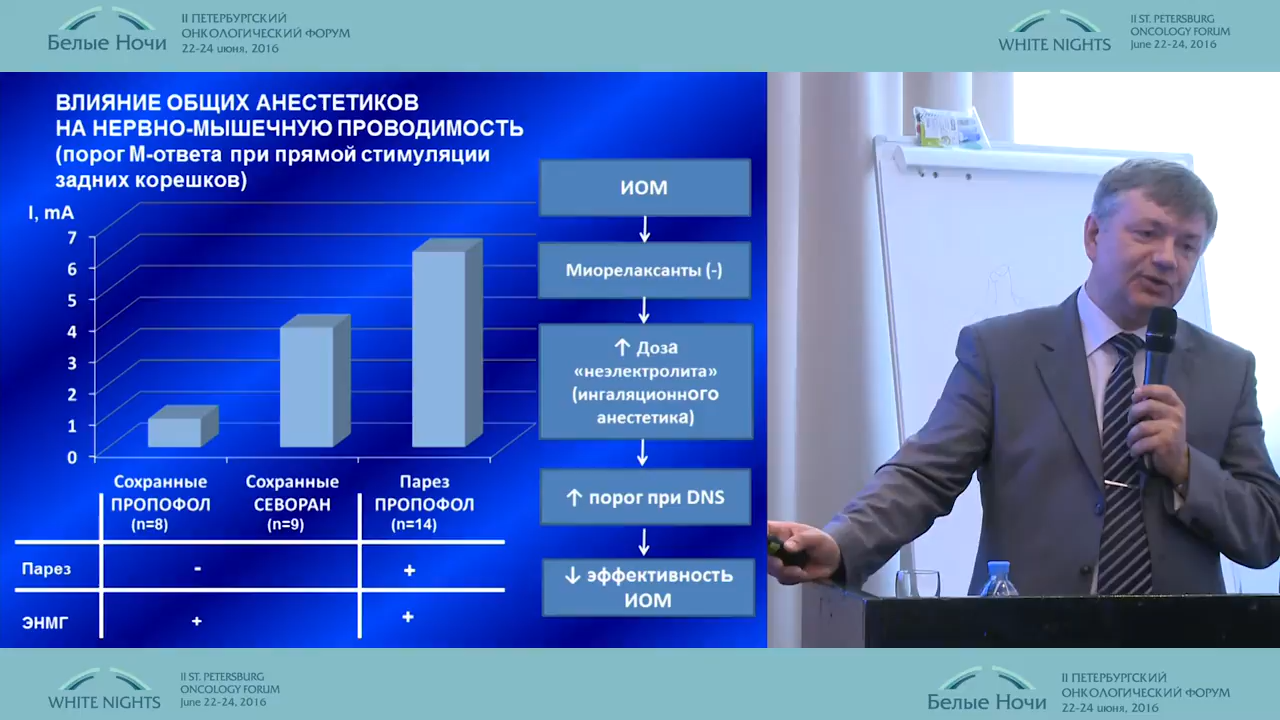 Белые Ночи
II ПЕТЕРБУРГСКИЙ
ОНКОЛОГИЧЕСКИЙ ФОРУМ
22-24 июня, 2016
WHITE NIGHTS
II ST. PETERSBURG
ONCOLOGY FORUM
June 22-24, 2016
ВЛИЯНИЕ ОБЩИХ АНЕСТЕТИКОВ
НА НЕРВНО-МЫШЕЧНУЮ ПРОВОДИМОСТЬ
(порог М-ответа при прямой стимуляции
задних корешков)
I, mA
7
6
5
4
3
2
1
0
Сохранные
ПРОПОФОЛ
(n=8)
Сохранные
СЕВОРАН
(n=9)
Парез
ПРОПОФОЛ
(n=14)
Парез - +
ЭНМГ + +
ИОМ
Миорелаксанты (-)
↑ Доза
«неэлектролита»
(ингаляционного
анестетика)
↑ порог при DNS
↓ эффективность
ИОМ
WHITE NIGHTS
II ST. PETERSBURG
ONCOLOGY FORUM
June 22-24, 2016
Белые Ночи
II ПЕТЕРБУРГСКИЙ
ОНКОЛОГИЧЕСКИЙ ФОРУМ
22-24 июня, 2016